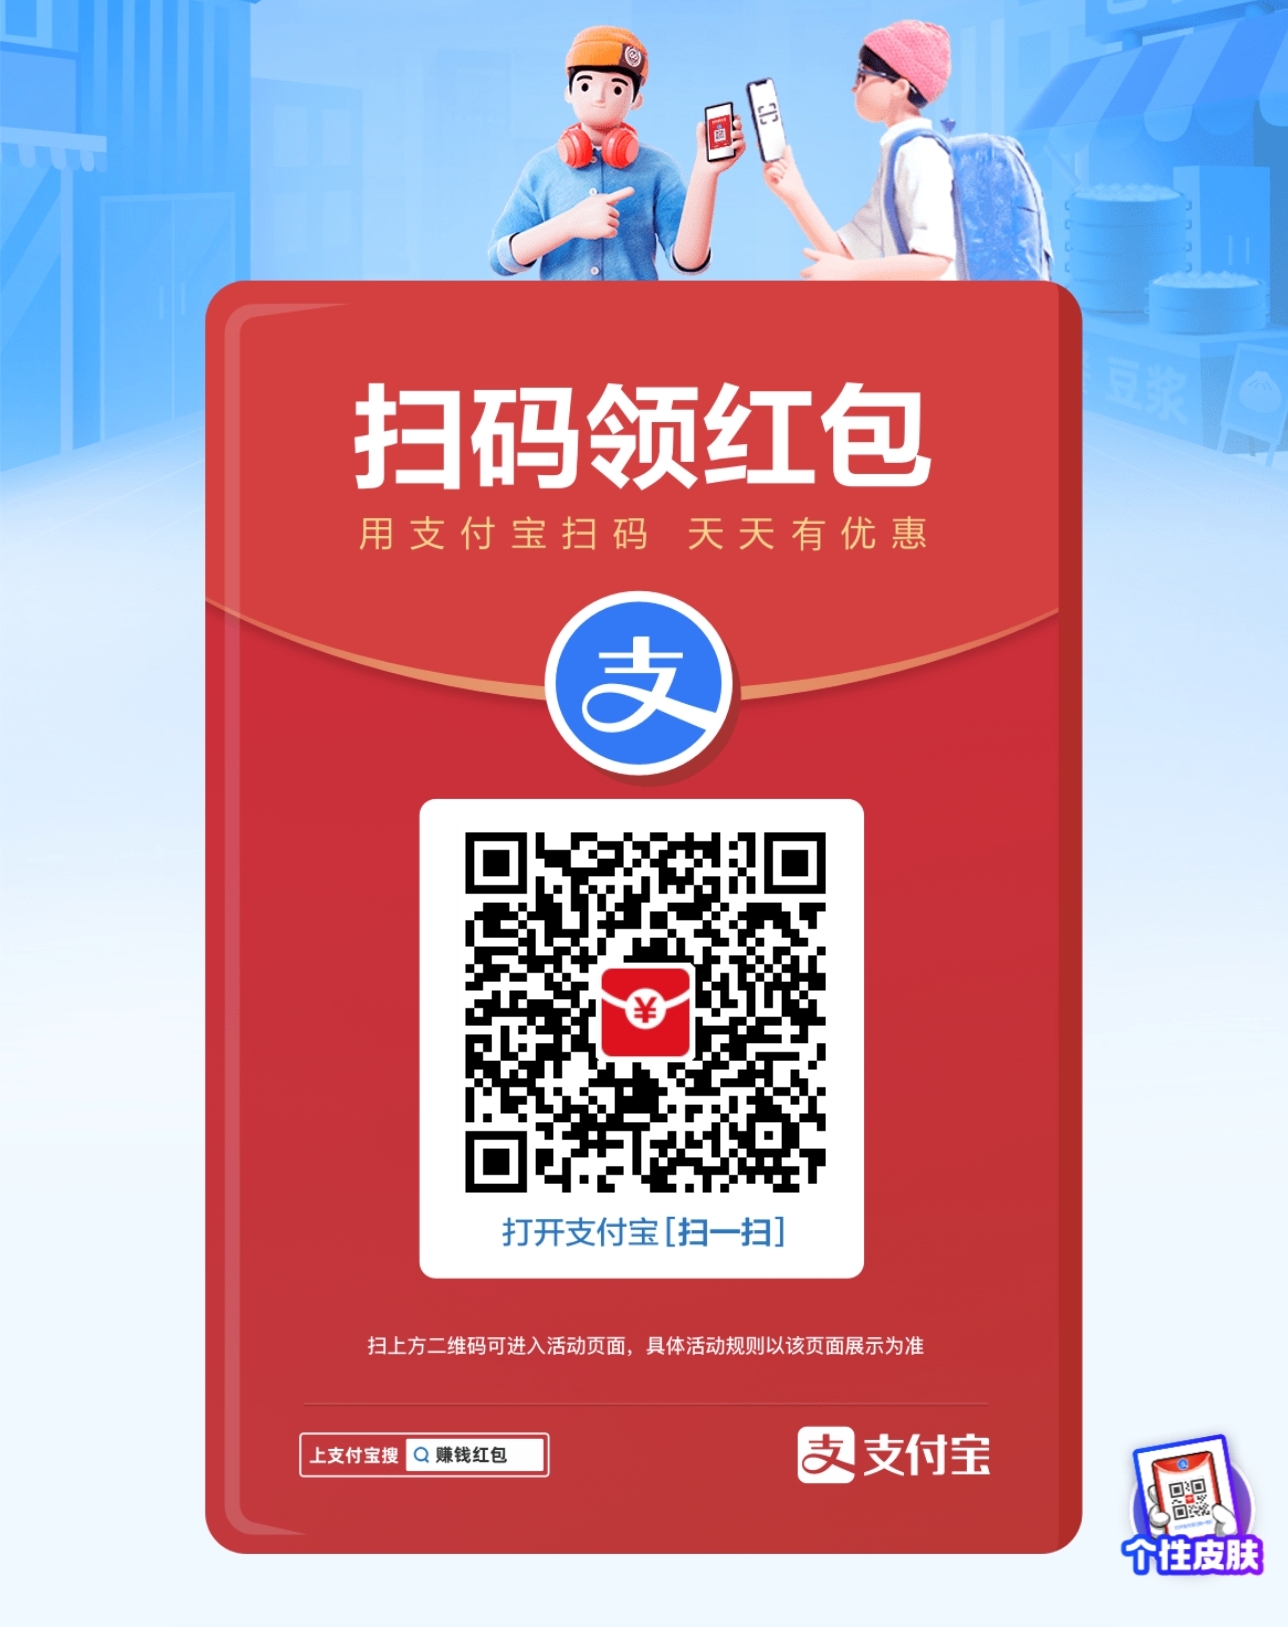 豆浆
扫码领红包
用支付宝扫码 天天有优惠
支
¥
打开支付宝[扫一扫]
扫上方二维码可进入活动页面，具体活动规则以该页面展示为准
上支付宝搜 赚钱红包
支 支付宝
个性皮肤